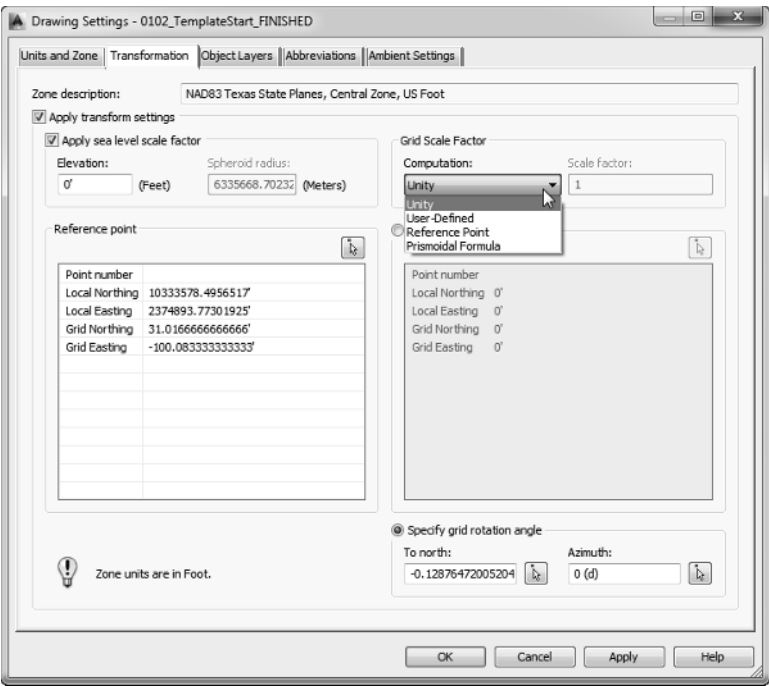 Drawing Settings - 0102_TemplateStart_FINISHED
Units and Zone Transformation Object Layers Abbreviations Ambient Settings
Zone description: NAD83 Texas State Planes, Central Zone, US Foot
Apply transform settings
Apply sea level scale factor
Elevation: Spheroid radius:
0' (Feet) 6335668.70232 (Meters)
Grid Scale Factor
Computation: Scale factor:
Unity 1
Unity
User-Defined
Reference Point
Prismoidal Formula
Reference point
Point number
Local Northing 10333578.4956517'
Local Easting 2374893.77301925'
Grid Northing 31.0166666666666'
Grid Easting -100.083333333333'
Point number
Local Northing 0'
Local Easting 0'
Grid Northing 0'
Grid Easting 0'
Specify grid rotation angle
To north: Azimuth:
-0.12876472005204 0 (d)
Zone units are in Foot.
OK Cancel Apply Help